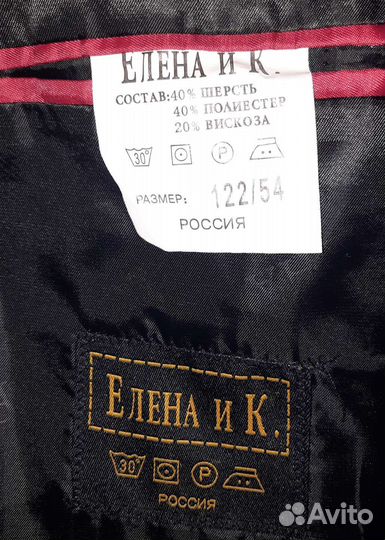 ЕЛЕНА И К.
СОСТАВ: 40% ШЕРСТЬ
40% ПОЛИЕСТЕР
20% ВИСКОЗА
30° P
РАЗМЕР: 122/54
РОССИЯ
ЕЛЕНА И К.
30° P
РОССИЯ
Avito